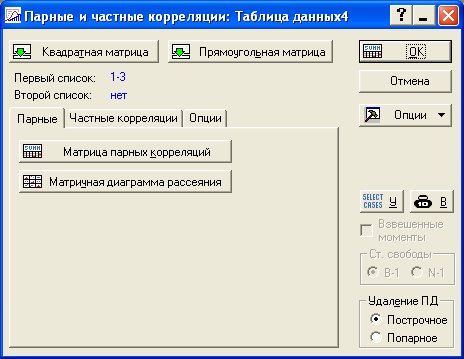 Парные и частные корреляции: Таблица данных4
Квадратная матрица
Прямоугольная матрица
OK
Первый список: 1-3
Отмена
Второй список: нет
Парные
Частные корреляции
Опции
Опции
Матрица парных корреляций
Матричная диаграмма рассеяния
SELECT CASES
У
10
В
Взвешенные моменты
Ст. свободы
В-1
N-1
Удаление ПД
Построчное
Попарное